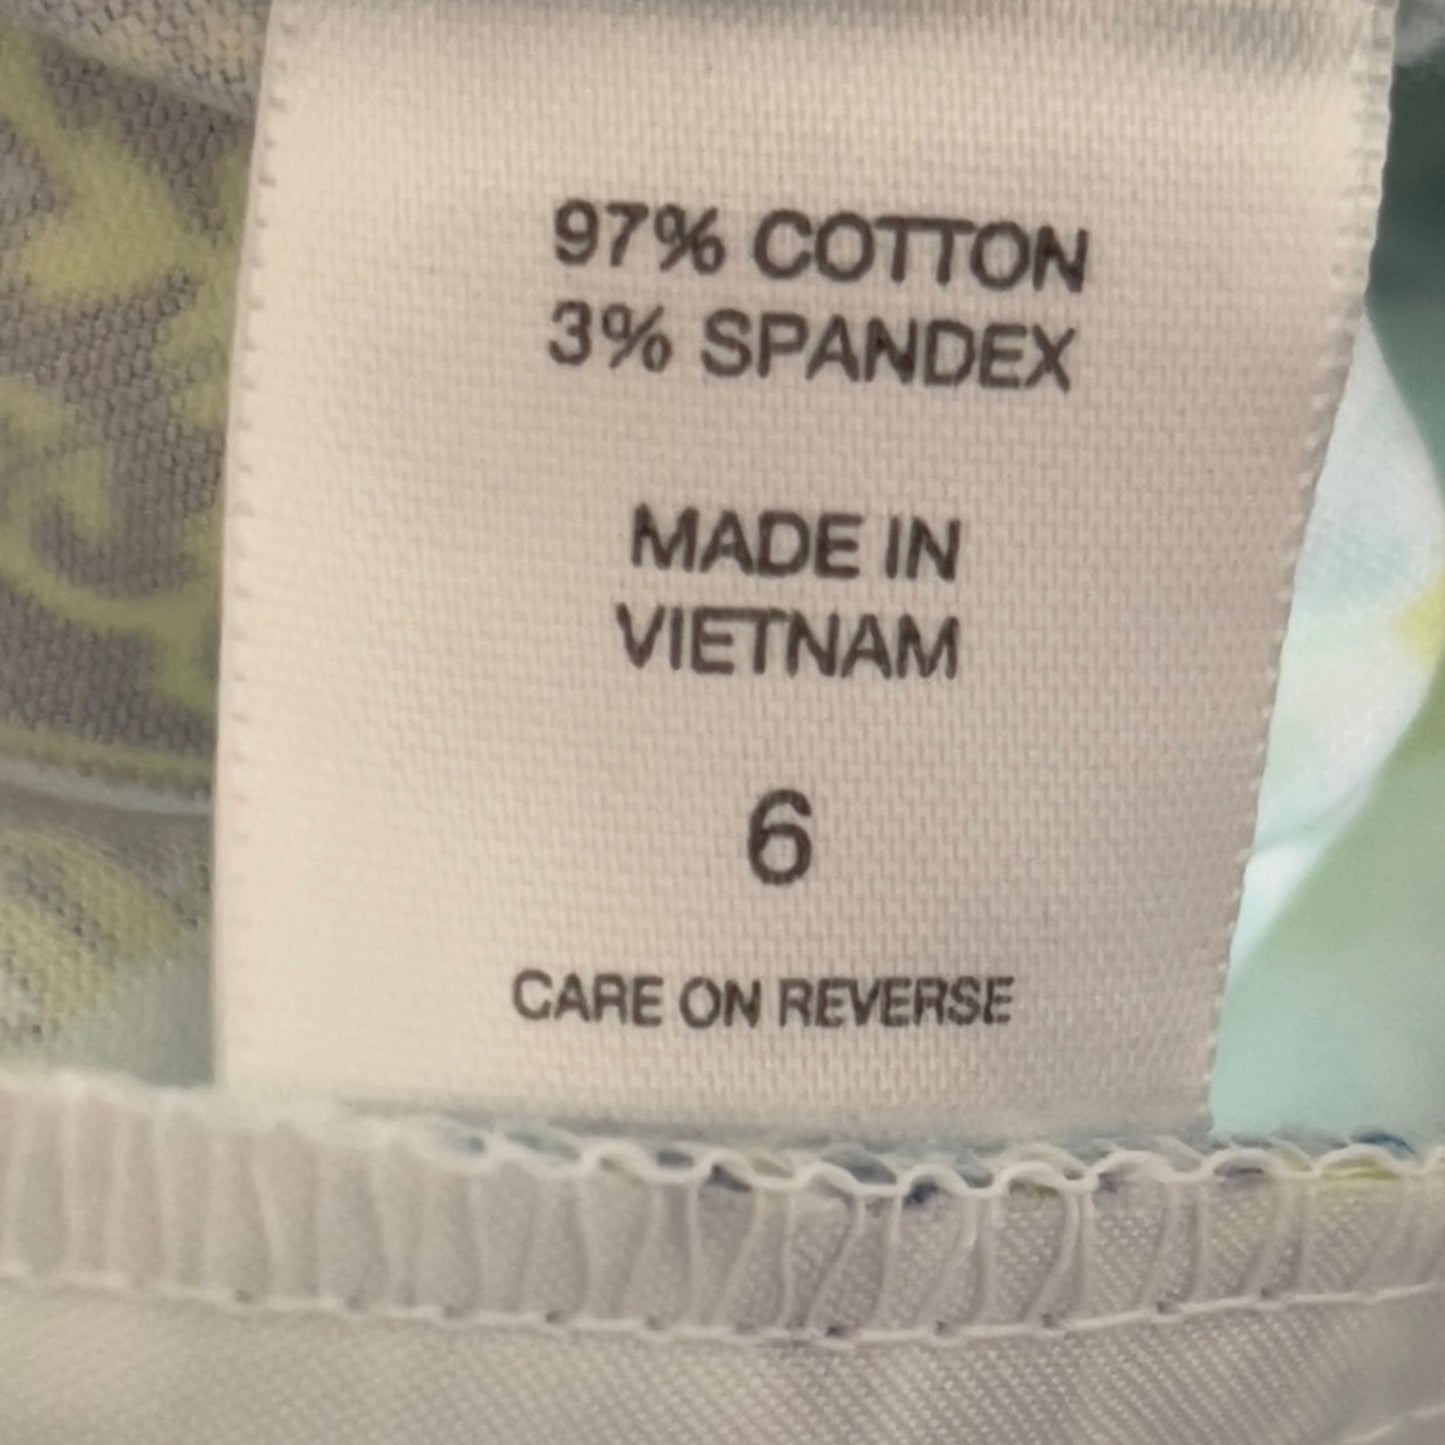 97% COTTON
3% SPANDEX
MADE IN
VIETNAM
6
CARE ON REVERSE